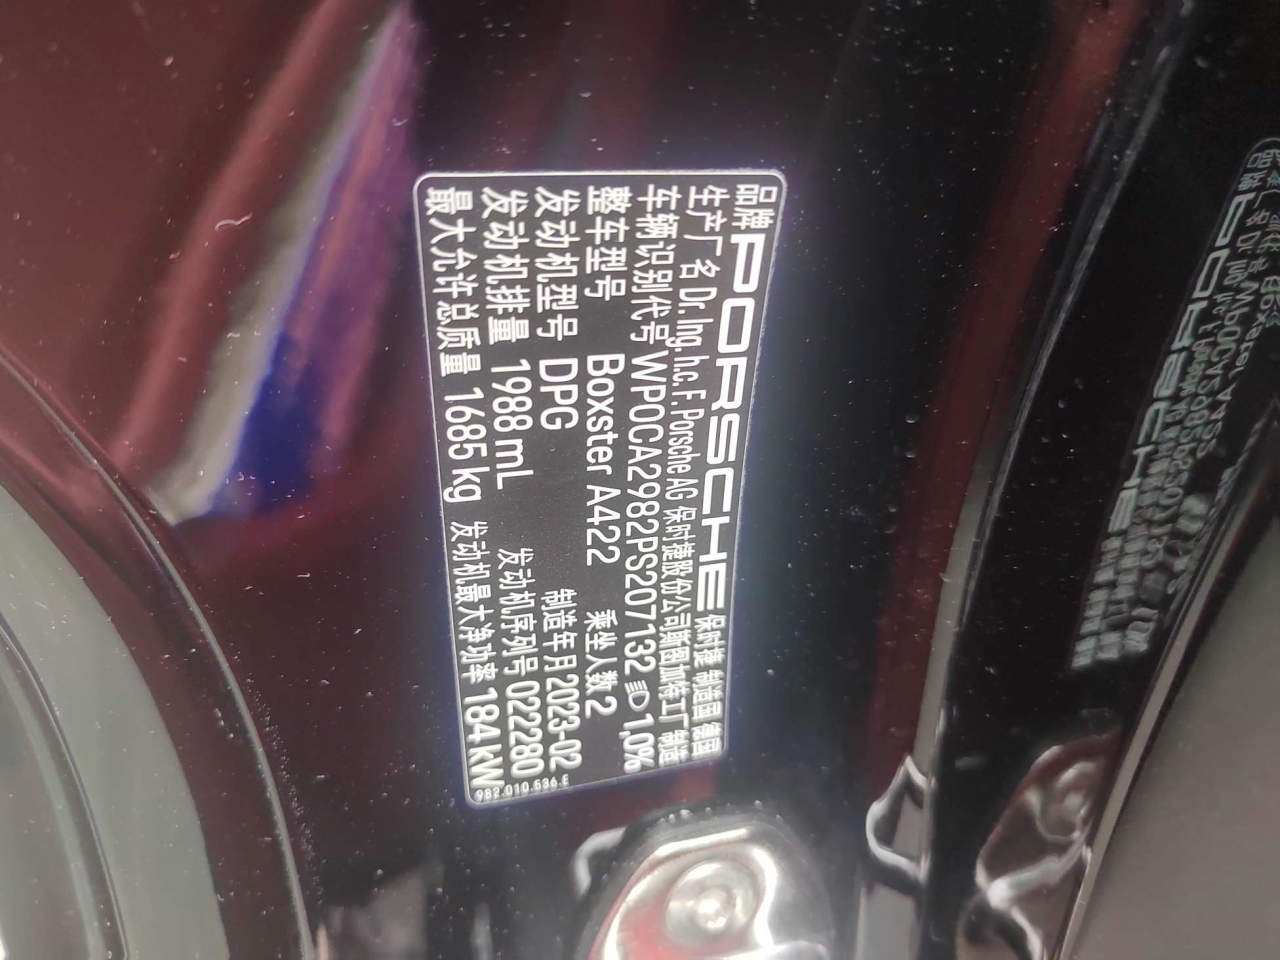 品牌 PORSCHE 保时捷 制造国 德国
生产厂名 Dr. Ing. h.c. F. Porsche AG 保时捷股份公司斯图加特工厂制造
车辆识别代号 WP0CA2982PS207132 1,0%
整车型号 Boxster A422 乘坐人数 2
发动机型号 DPG 制造年月 2023-02
发动机排量 1988 mL 发动机序列号 022280
最大允许总质量 1685 kg 发动机最大净功率 184 kW
982.010.536.E